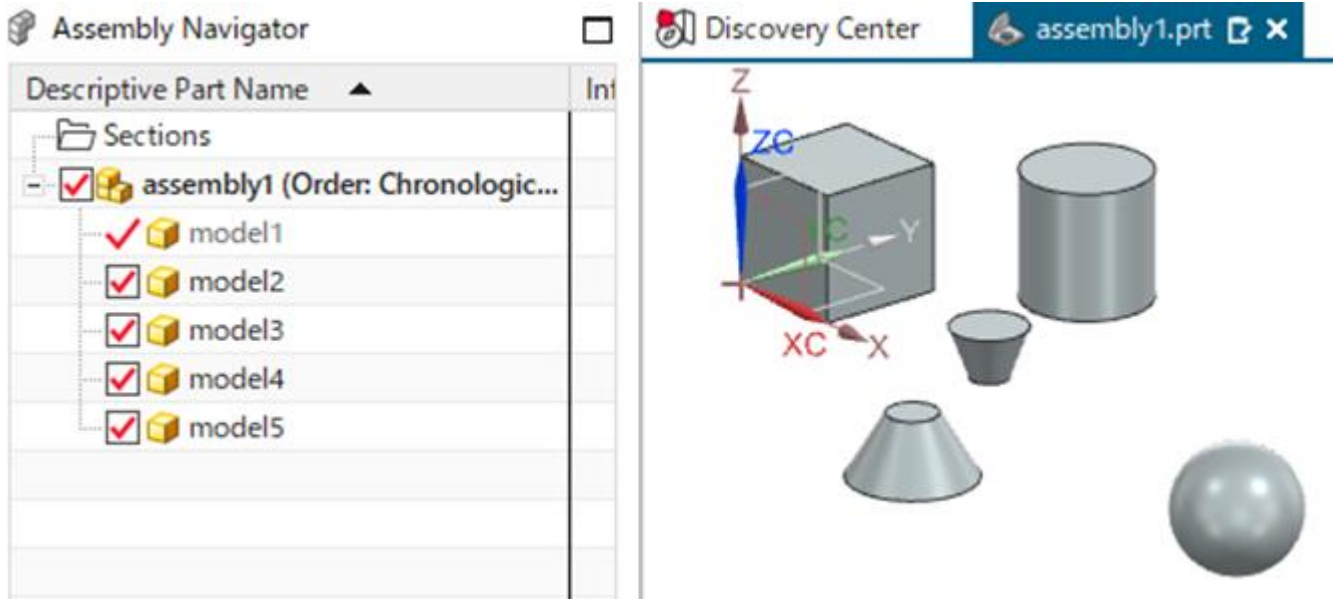 Assembly Navigator
Discovery Center
assembly1.prt
Descriptive Part Name
Sections
assembly1 (Order: Chronologic...
model1
model2
model3
model4
model5
Z
ZC
YC
Y
XC
X